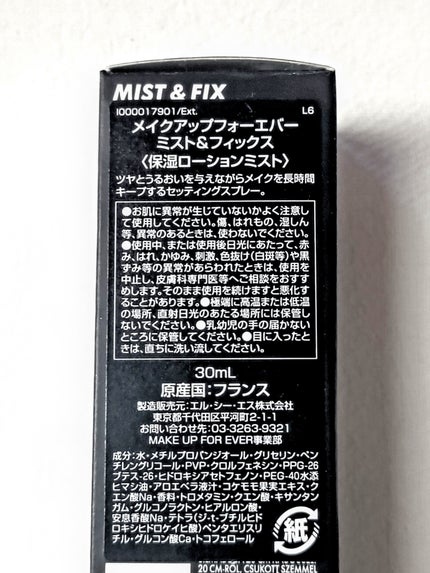 MIST & FIX
I000017901/Ext. L6
メイクアップフォーエバー
ミスト&フィックス
〈保湿ローションミスト〉
ツヤとうるおいを与えながらメイクを長時間
キープするセッティングスプレー。
●お肌に異常が生じていないかよく注意し
て使用してください。傷、はれもの、湿しん
等、異常のあるときは、使わないでください。
●使用中、または使用後日光にあたって、赤
み、はれ、かゆみ、刺激、色抜け(白斑等)や黒
ずみ等の異常があらわれたときは、使用を
中止し、皮膚科専門医等へご相談をおすす
めします。そのまま使用を続けますと悪化す
ることがあります。●極端に高温または低温
の場所、直射日光のあたる場所には保管し
ないでください。●乳幼児の手の届かない
ところに保管してください。●目に入ったと
きは、直ちに洗い流してください。
30mL
原産国:フランス
製造販売元:エル・シー・エス株式会社
東京都千代田区平河町2-1-1
お問い合わせ先:03-3263-9321
MAKE UP FOR EVER事業部
成分:水・メチルプロパンジオール・グリセリン・ペン
チレングリコール・PVP・クロルフェネシン・PPG-26
ブテス-26・ヒドロキシアセトフェノン・PEG-40水添
ヒマシ油・アロエベラ液汁・コケモモ果実エキス・ク
エン酸Na・香料・トロメタミン・クエン酸・キサンタン
ガム・グルコノラクトン・ヒアルロン酸・
安息香酸Na・テトラ(ジ-t-ブチルヒド
ロキシヒドロケイヒ酸)ペンタエリスリ
チル・グルコン酸Ca・トコフェロール
紙
20 CM-RŐL, CSUKOTT SZEMMEL